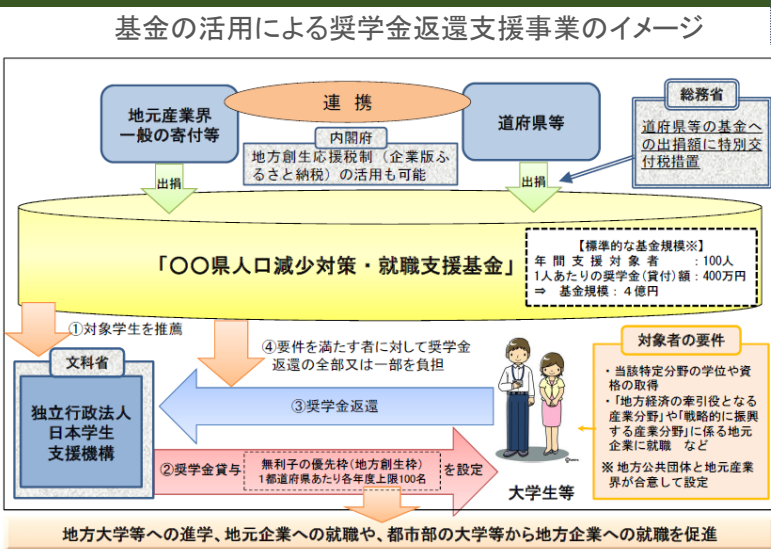 基金の活用による奨学金返還支援事業のイメージ
地元産業界
一般の寄付等
連 携
道府県等
総務省
道府県等の基金へ
の出捐額に特別交
付税措置
内閣府
地方創生応援税制（企業版ふ
るさと納税）の活用も可能
出捐
出捐
「〇〇県人口減少対策・就職支援基金」
【標準的な基金規模※】
年間支援対象者 ：100人
1人あたりの奨学金（貸付）額：400万円
⇒ 基金規模：４億円
①対象学生を推薦
④要件を満たす者に対して奨学金
返還の全部又は一部を負担
文科省
独立行政法人
日本学生
支援機構
③奨学金返還
②奨学金貸与
無利子の優先枠（地方創生枠）
1都道府県あたり各年度上限100名
を設定
大学生等
対象者の要件
・当該特定分野の学位や資
格の取得
・「地方経済の牽引役となる
産業分野」や「戦略的に振興
する産業分野」に係る地元
企業に就職 など
※ 地方公共団体と地元産業
界が合意して設定
地方大学等への進学、地元企業への就職や、都市部の大学等から地方企業への就職を促進